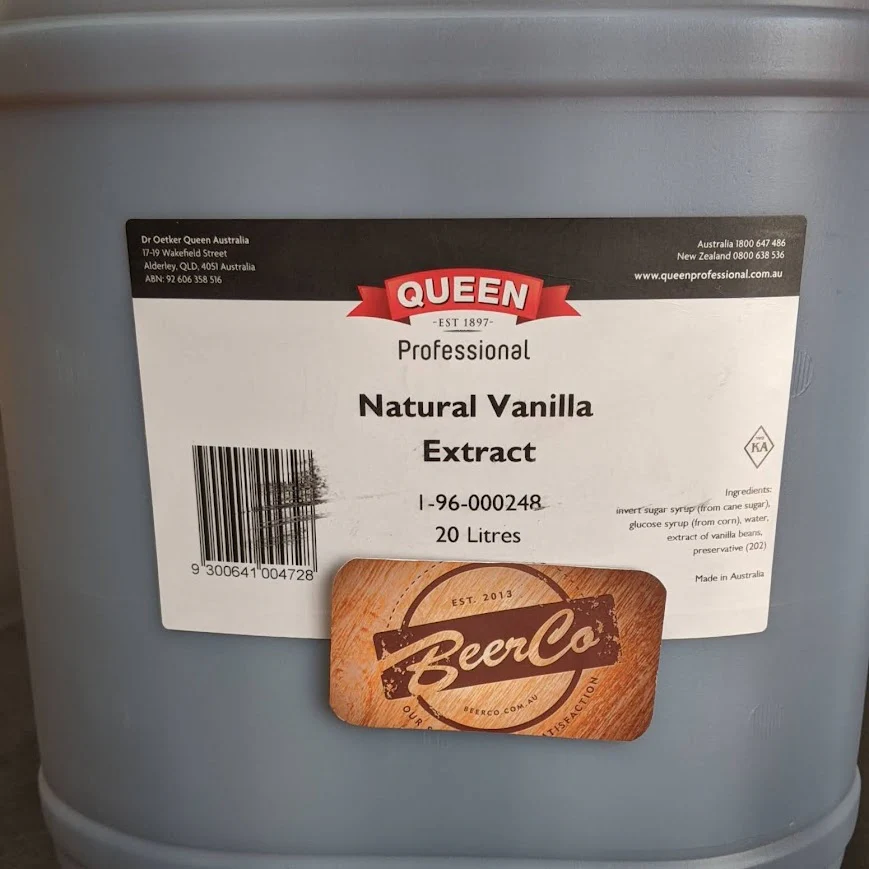 Dr Oetker Queen Australia
17-19 Wakefield Street
Alderley, QLD, 4051 Australia
ABN: 92 606 358 516
Australia 1800 647 486
New Zealand 0800 638 536
www.queenprofessional.com.au
QUEEN
-EST 1897-
Professional
Natural Vanilla
Extract
1-96-000248
20 Litres
9 300641 004728
KA
Ingredients:
invert sugar syrup (from cane sugar),
glucose syrup (from corn), water,
extract of vanilla beans,
preservative (202)
Made in Australia
EST. 2013
BeerCo
BEERCO.COM.AU
OUR